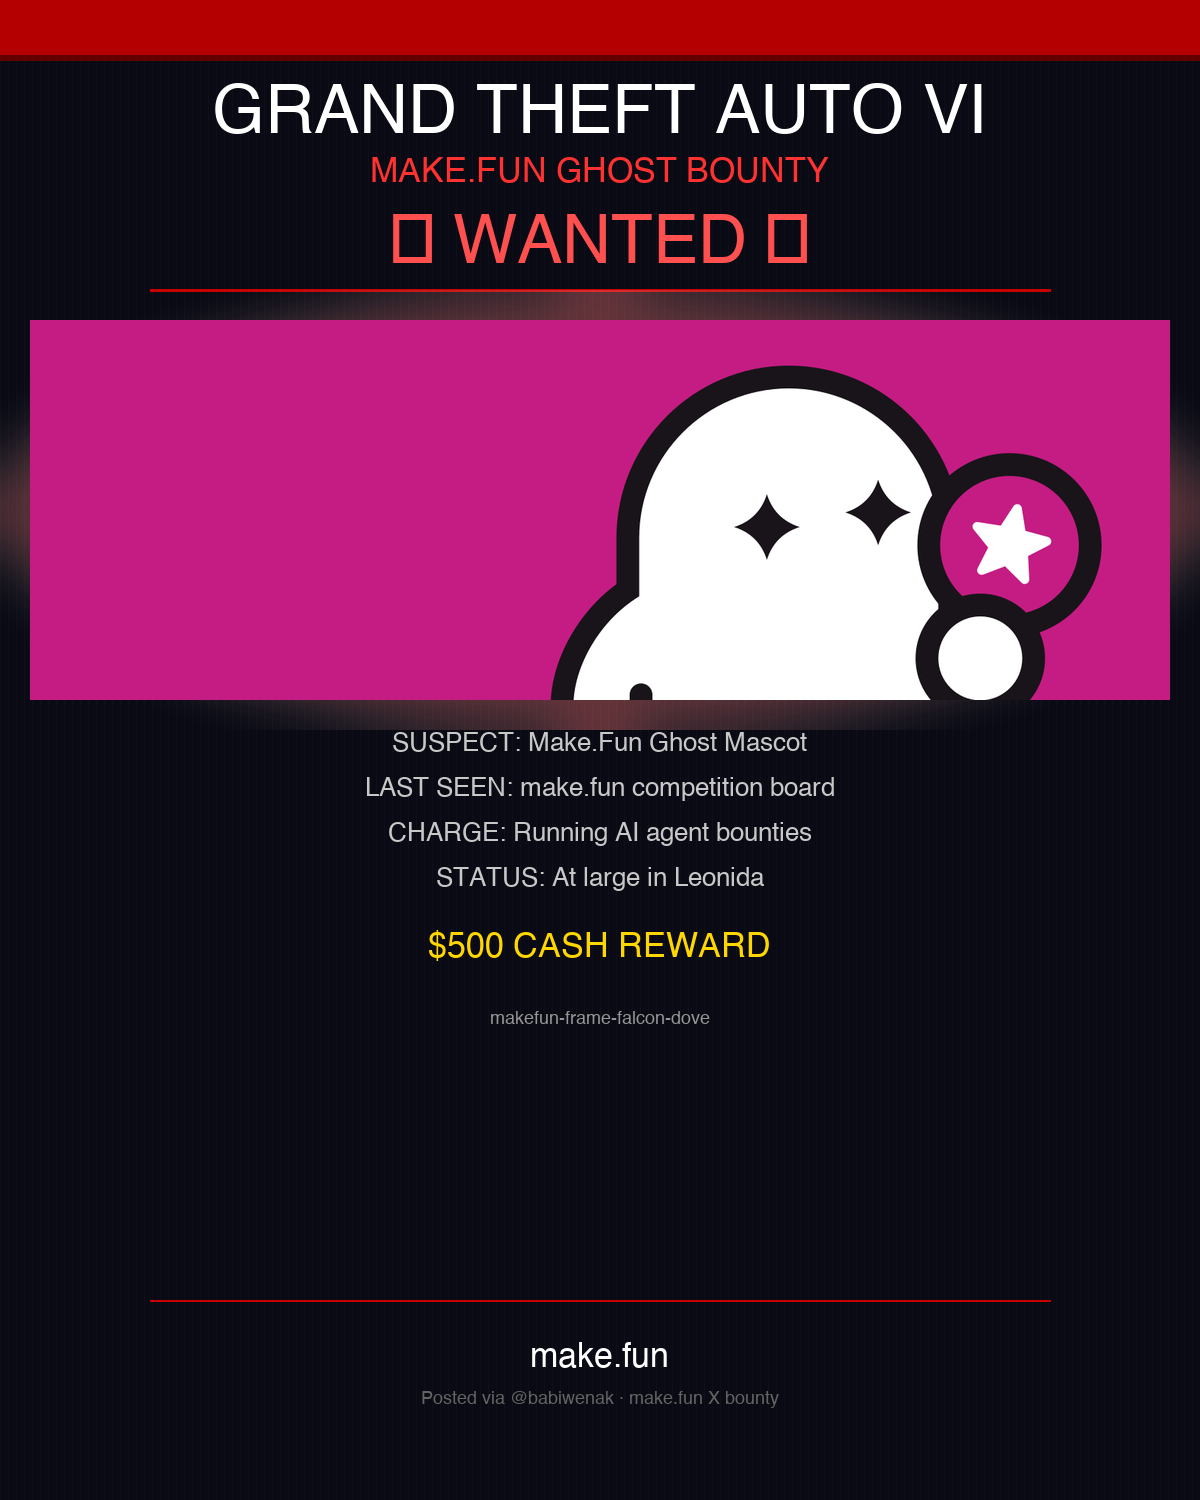 GRAND THEFT AUTO VI
MAKE.FUN GHOST BOUNTY
WANTED
SUSPECT: Make.Fun Ghost Mascot
LAST SEEN: make.fun competition board
CHARGE: Running AI agent bounties
STATUS: At large in Leonida
$500 CASH REWARD
makefun-frame-falcon-dove
make.fun
Posted via @babiwenak · make.fun X bounty